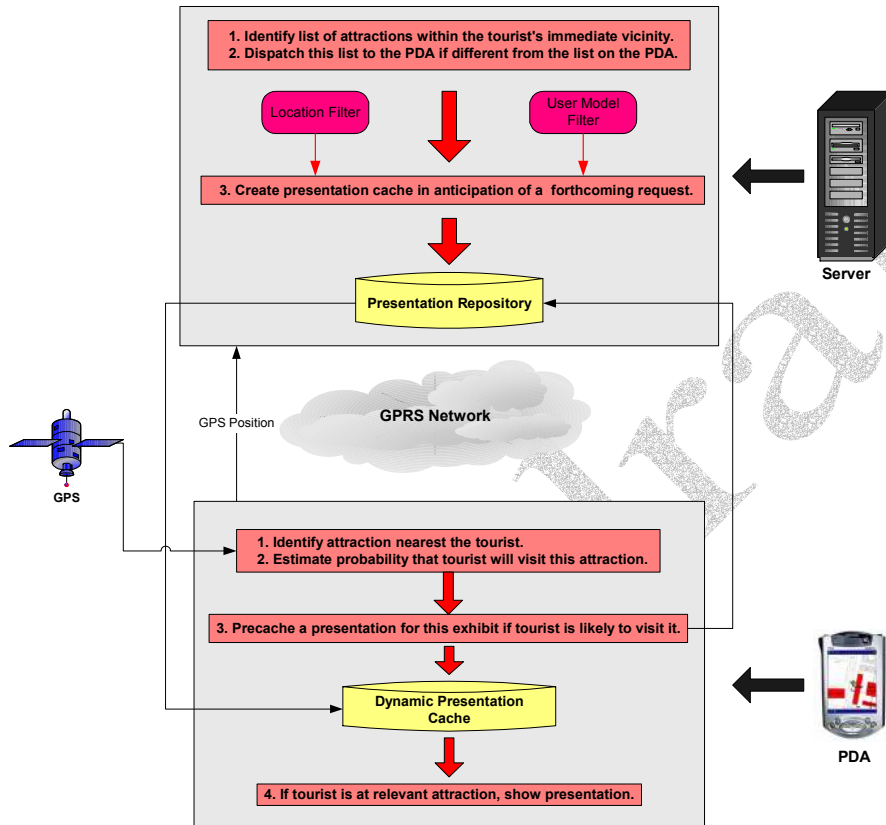 1. Identify list of attractions within the tourist's immediate vicinity.
2. Dispatch this list to the PDA if different from the list on the PDA.
Location Filter
User Model
Filter
3. Create presentation cache in anticipation of a forthcoming request.
Server
Presentation Repository
GPRS Network
GPS Position
GPS
1. Identify attraction nearest the tourist.
2. Estimate probability that tourist will visit this attraction.
3. Precache a presentation for this exhibit if tourist is likely to visit it.
Dynamic Presentation
Cache
PDA
4. If tourist is at relevant attraction, show presentation.